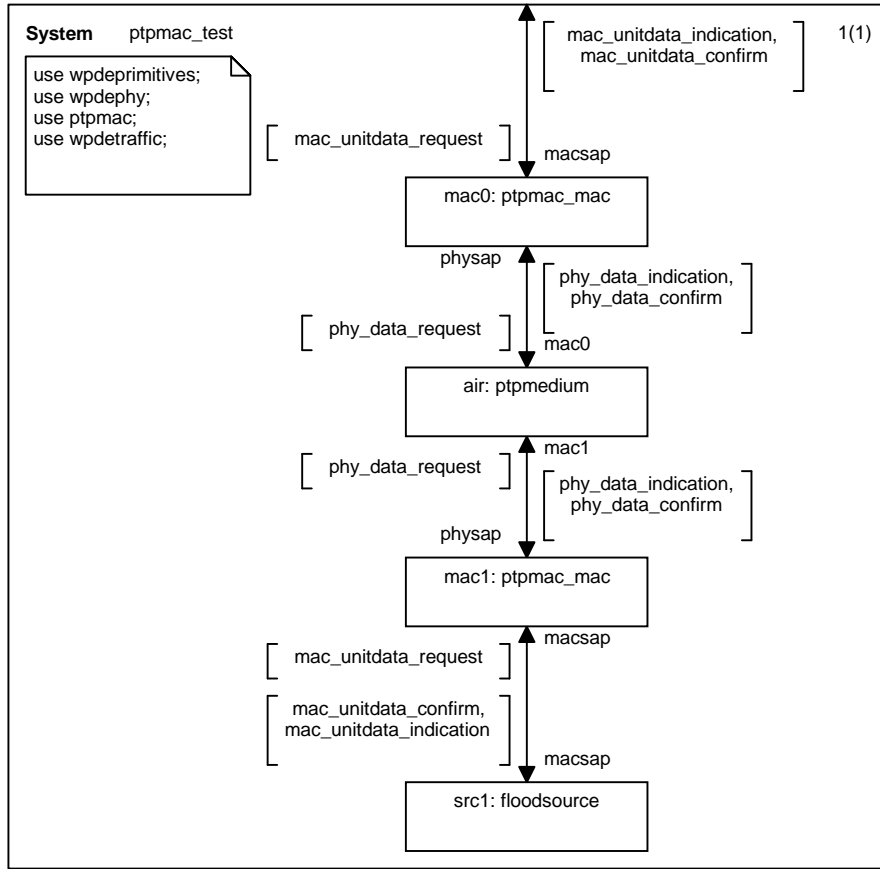 System ptpmac_test
1(1)
use wpdeprimitives;
use wpdephy;
use ptpmac;
use wpdetraffic;
mac_unitdata_indication,
mac_unitdata_confirm
mac_unitdata_request
macsap
mac0: ptpmac_mac
physap
phy_data_indication,
phy_data_confirm
phy_data_request
mac0
air: ptpmedium
mac1
phy_data_request
phy_data_indication,
phy_data_confirm
physap
mac1: ptpmac_mac
macsap
mac_unitdata_request
mac_unitdata_confirm,
mac_unitdata_indication
macsap
src1: floodsource